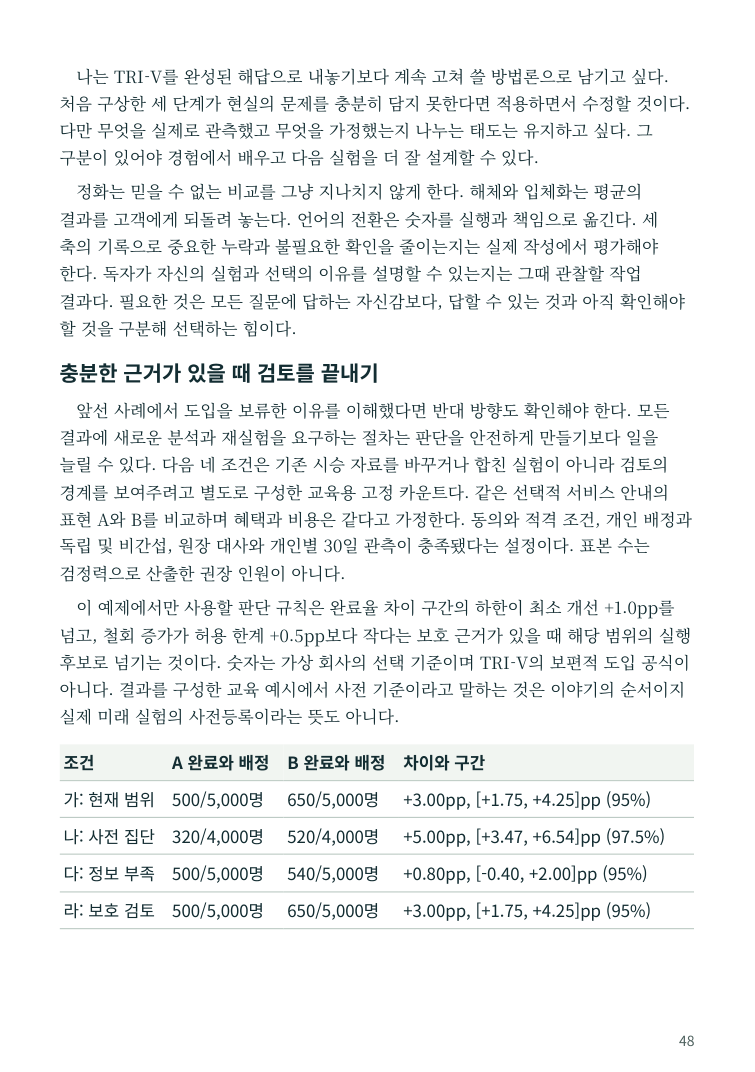 나는 TRI-V를 완성된 해답으로 내놓기보다 계속 고쳐 쓸 방법론으로 남기고 싶다.
처음 구상한 세 단계가 현실의 문제를 충분히 담지 못한다면 적용하면서 수정할 것이다.
다만 무엇을 실제로 관측했고 무엇을 가정했는지 나누는 태도는 유지하고 싶다. 그
구분이 있어야 경험에서 배우고 다음 실험을 더 잘 설계할 수 있다.
정화는 믿을 수 없는 비교를 그냥 지나치지 않게 한다. 해체와 입체화는 평균의
결과를 고객에게 되돌려 놓는다. 언어의 전환은 숫자를 실행과 책임으로 옮긴다. 세
축의 기록으로 중요한 누락과 불필요한 확인을 줄이는지는 실제 작성에서 평가해야
한다. 독자가 자신의 실험과 선택의 이유를 설명할 수 있는지는 그때 관찰할 작업
결과다. 필요한 것은 모든 질문에 답하는 자신감보다, 답할 수 있는 것과 아직 확인해야
할 것을 구분해 선택하는 힘이다.
충분한 근거가 있을 때 검토를 끝내기
앞선 사례에서 도입을 보류한 이유를 이해했다면 반대 방향도 확인해야 한다. 모든
결과에 새로운 분석과 재실험을 요구하는 절차는 판단을 안전하게 만들기보다 일을
늘릴 수 있다. 다음 네 조건은 기존 시승 자료를 바꾸거나 합친 실험이 아니라 검토의
경계를 보여주려고 별도로 구성한 교육용 고정 카운트다. 같은 선택적 서비스 안내의
표현 A와 B를 비교하며 혜택과 비용은 같다고 가정한다. 동의와 적격 조건, 개인 배정과
독립 및 비간섭, 원장 대사와 개인별 30일 관측이 충족됐다는 설정이다. 표본 수는
검정력으로 산출한 권장 인원이 아니다.
이 예제에서만 사용할 판단 규칙은 완료율 차이 구간의 하한이 최소 개선 +1.0pp를
넘고, 철회 증가가 허용 한계 +0.5pp보다 작다는 보호 근거가 있을 때 해당 범위의 실행
후보로 넘기는 것이다. 숫자는 가상 회사의 선택 기준이며 TRI-V의 보편적 도입 공식이
아니다. 결과를 구성한 교육 예시에서 사전 기준이라고 말하는 것은 이야기의 순서이지
실제 미래 실험의 사전등록이라는 뜻도 아니다.
조건 A 완료와 배정 B 완료와 배정 차이와 구간
가: 현재 범위 500/5,000명 650/5,000명 +3.00pp, [+1.75, +4.25]pp (95%)
나: 사전 집단 320/4,000명 520/4,000명 +5.00pp, [+3.47, +6.54]pp (97.5%)
다: 정보 부족 500/5,000명 540/5,000명 +0.80pp, [-0.40, +2.00]pp (95%)
라: 보호 검토 500/5,000명 650/5,000명 +3.00pp, [+1.75, +4.25]pp (95%)
48